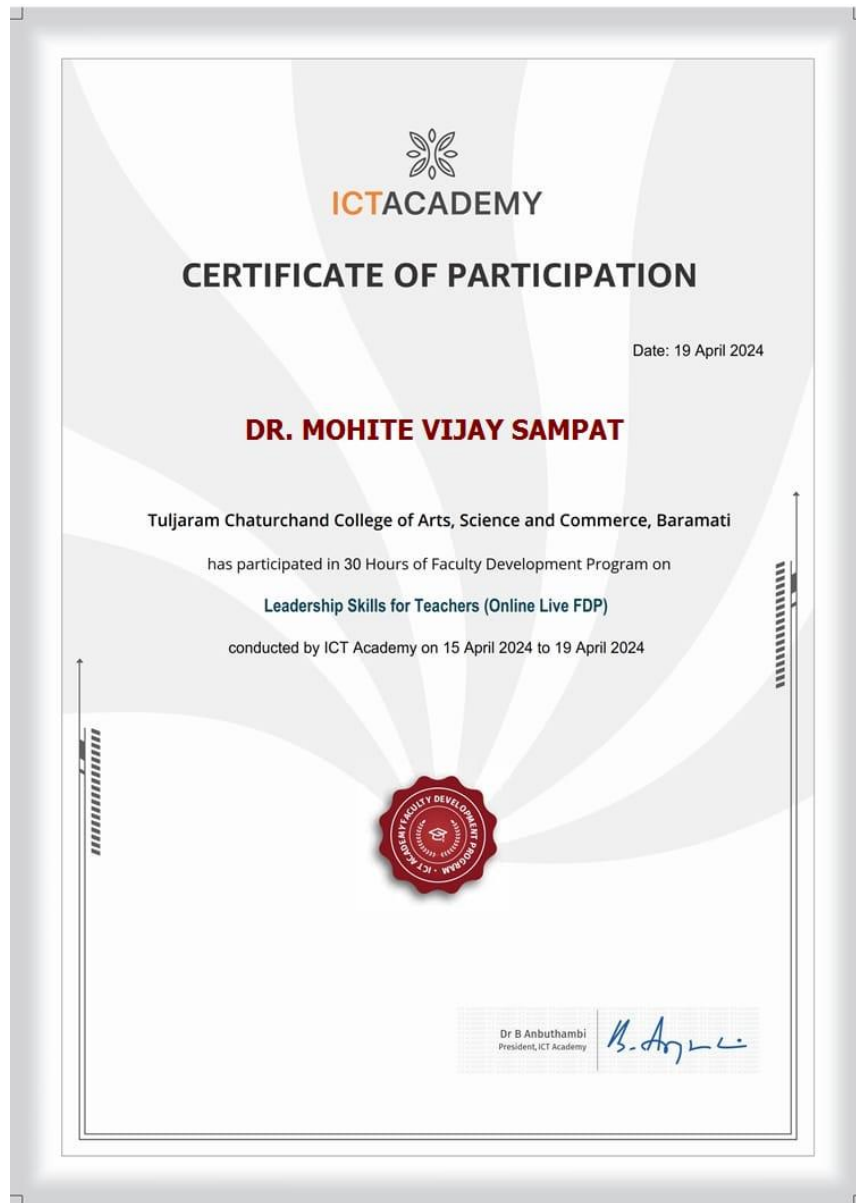 ICTACADEMY
CERTIFICATE OF PARTICIPATION
Date: 19 April 2024
DR. MOHITE VIJAY SAMPAT
Tuljaram Chaturchand College of Arts, Science and Commerce, Baramati
has participated in 30 Hours of Faculty Development Program on
Leadership Skills for Teachers (Online Live FDP)
conducted by ICT Academy on 15 April 2024 to 19 April 2024
FACULTY DEVELOPMENT PROGRAM · ICT ACADEMY
Dr B Anbuthambi
President, ICT Academy